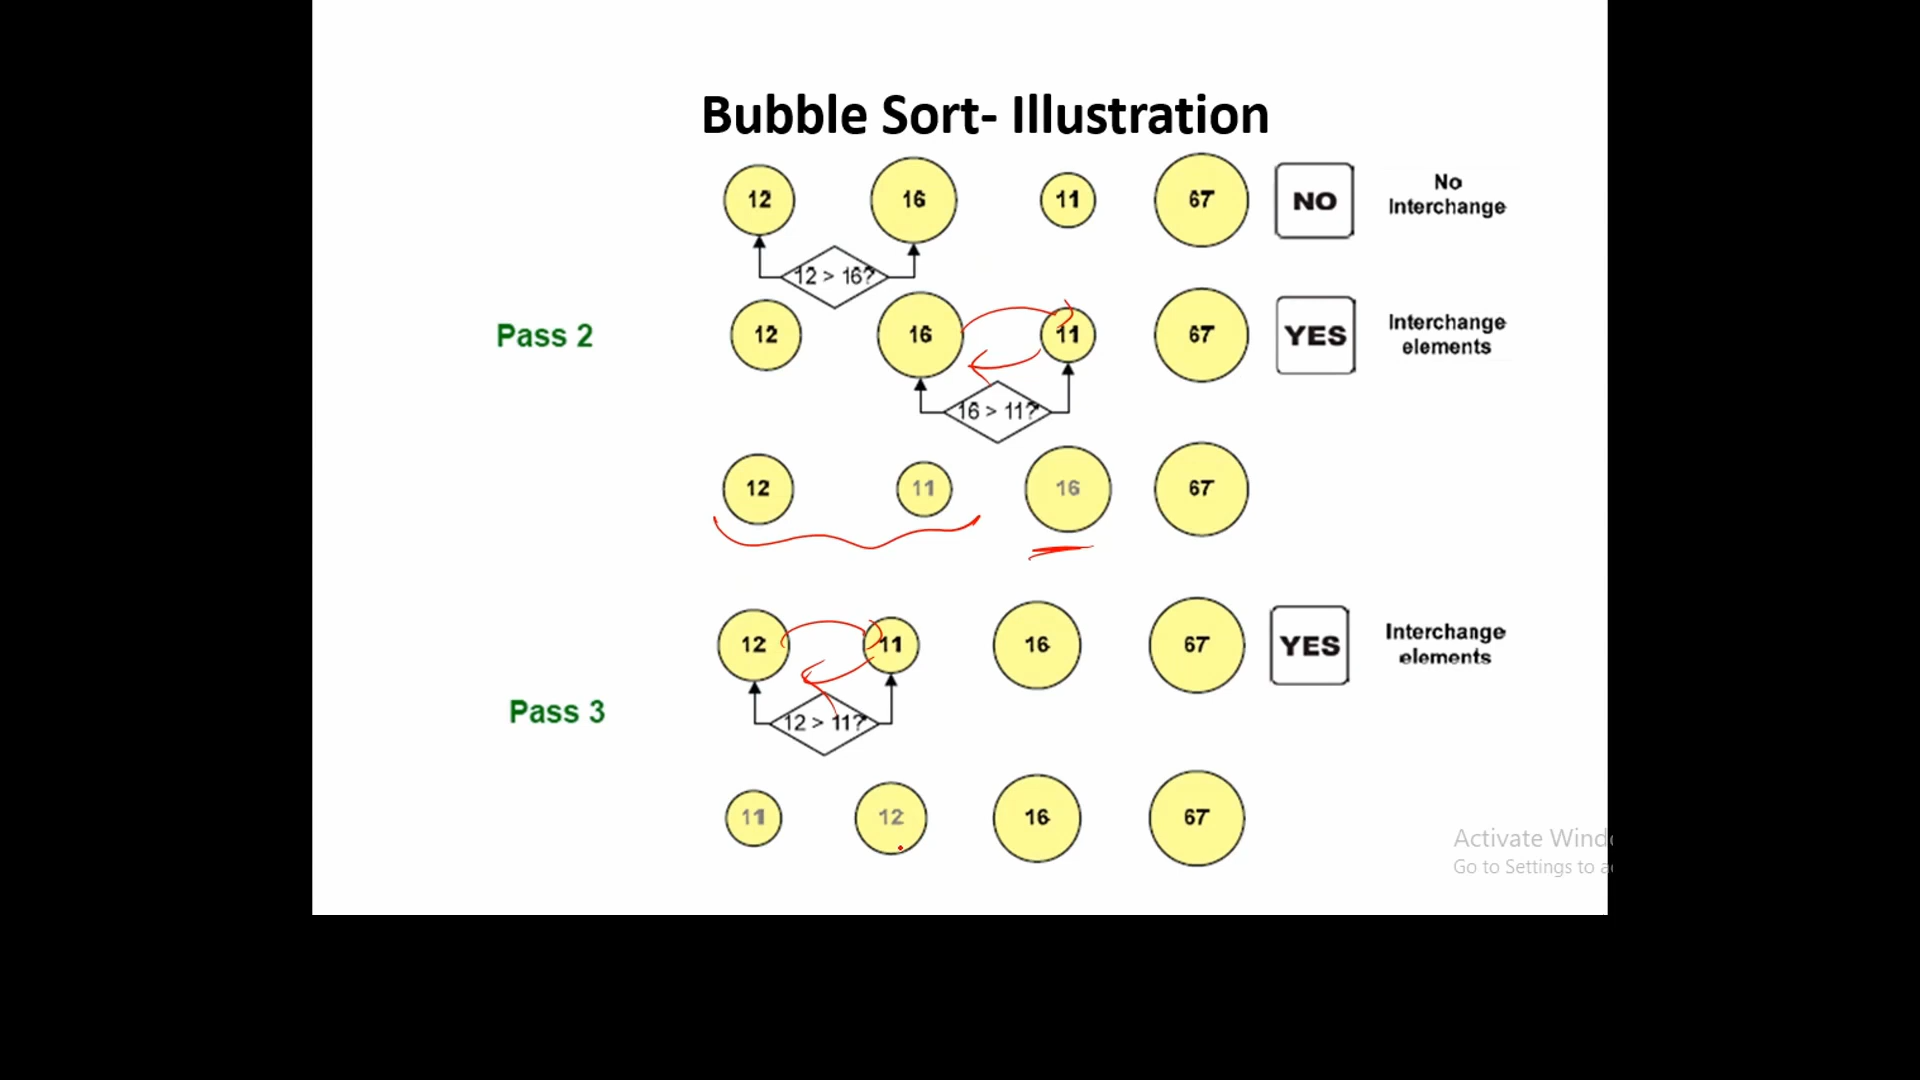 Bubble Sort- Illustration
12 16 11 67 NO No Interchange
12 > 16?
Pass 2 12 16 11 67 YES Interchange elements
16 > 11?
12 11 16 67
12 11 16 67 YES Interchange elements
Pass 3
12 > 11?
11 12 16 67
Activate Wind
Go to Settings to a